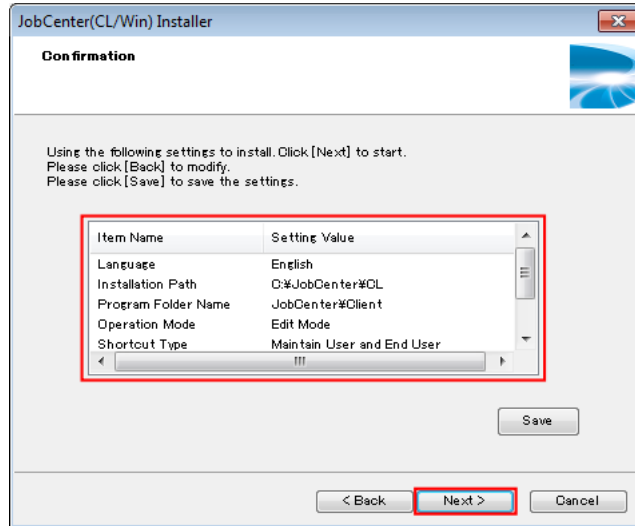 JobCenter(CL/Win) Installer
Confirmation
Using the following settings to install. Click [Next] to start.
Please click [Back] to modify.
Please click [Save] to save the settings.
Item Name Setting Value
Language English
Installation Path C:¥JobCenter¥CL
Program Folder Name JobCenter¥Client
Operation Mode Edit Mode
Shortcut Type Maintain User and End User
Save
< Back Next > Cancel